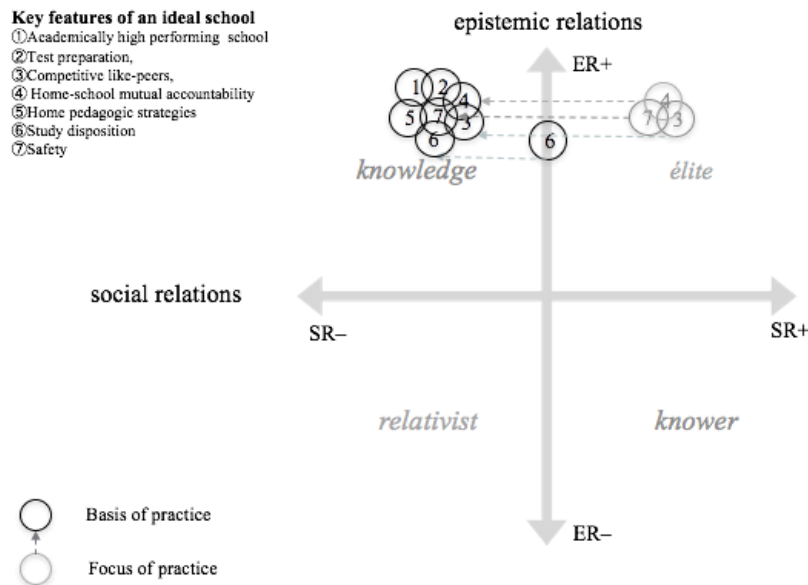 Key features of an ideal school
①Academically high performing school
②Test preparation,
③Competitive like-peers,
④ Home-school mutual accountability
⑤Home pedagogic strategies
⑥Study disposition
⑦Safety
epistemic relations
ER+
1 2 4
5 7 3
6
6
4
7 3
knowledge
élite
social relations
SR–
SR+
relativist
knower
Basis of practice
ER–
Focus of practice